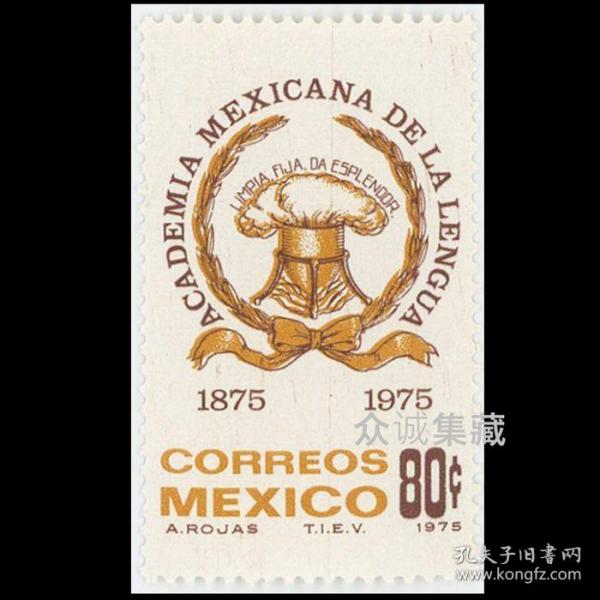 ACADEMIA MEXICANA DE LA LENGUA
LIMPIA, FIJA, DA ESPLENDOR.
1875 1975
众诚集藏
CORREOS
MEXICO 80¢
A.ROJAS T.I.E.V. 1975
孔夫子旧书网
www.kongfz.com